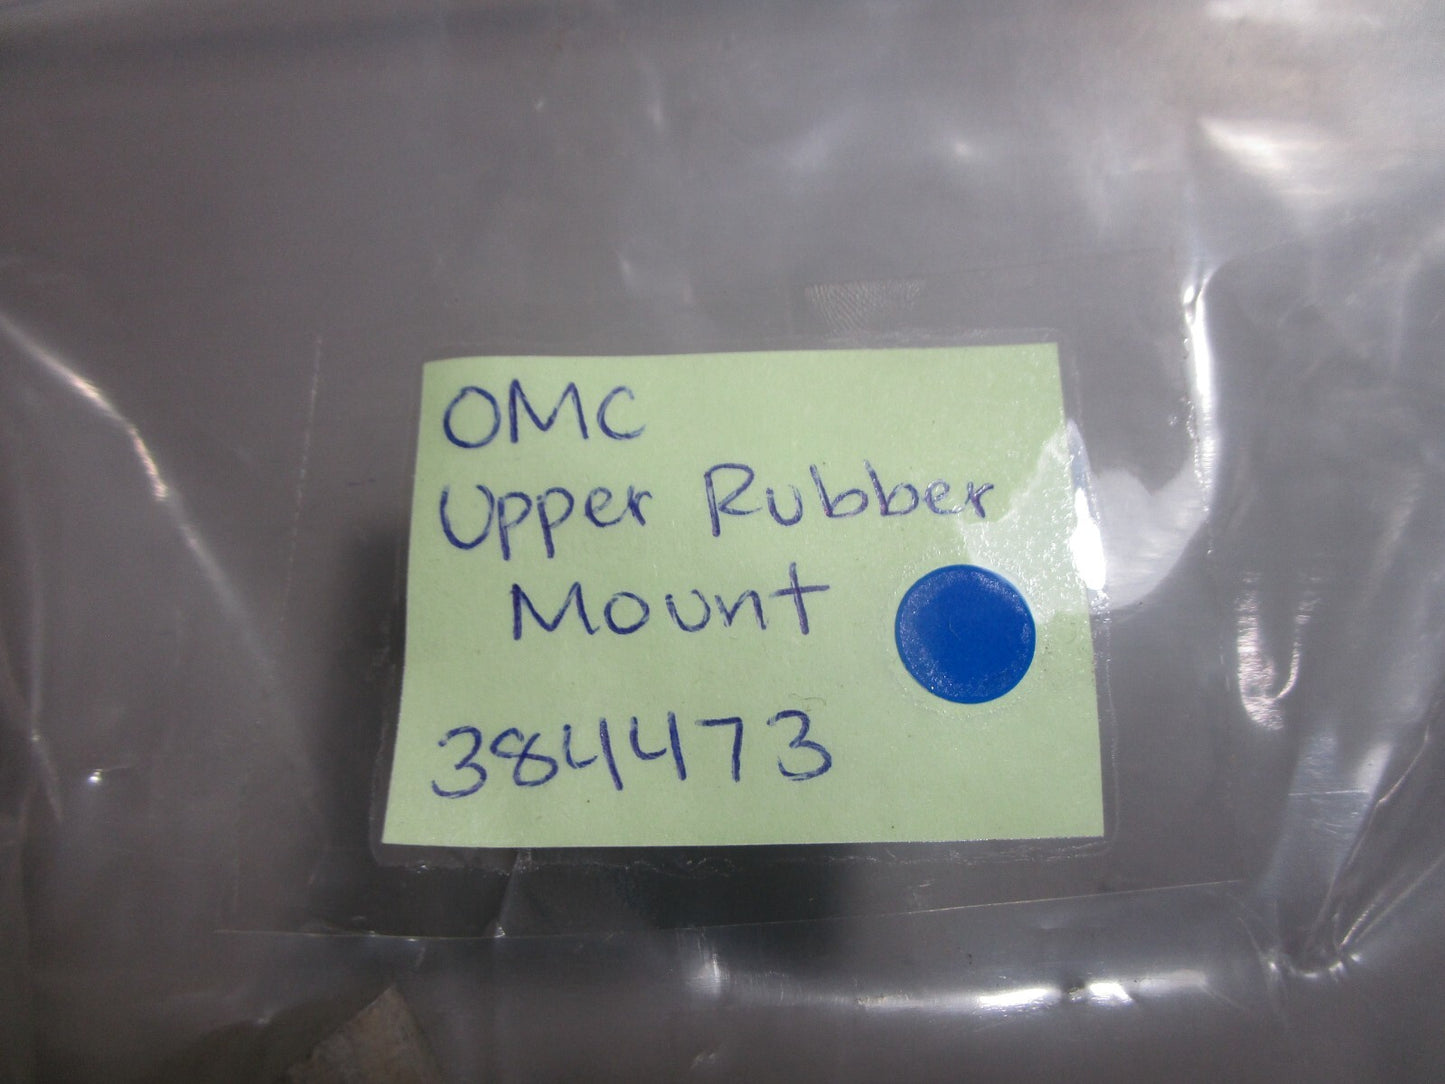 OMC
Upper Rubber
Mount
384473